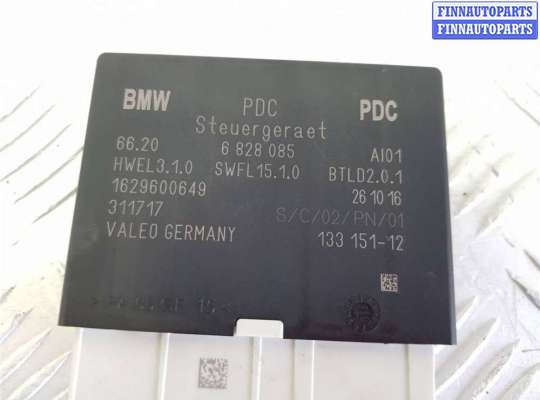 FINNAUTOPARTS
FINNAUTOPARTS
BMW PDC PDC
Steuergeraet
66.20 6 828 085 AI01
HWEL3.1.0 SWFL15.1.0 BTLD2.0.1
1629600649 26 10 16
311717 S/C/02/PN/01
VALEO GERMANY 133 151-12